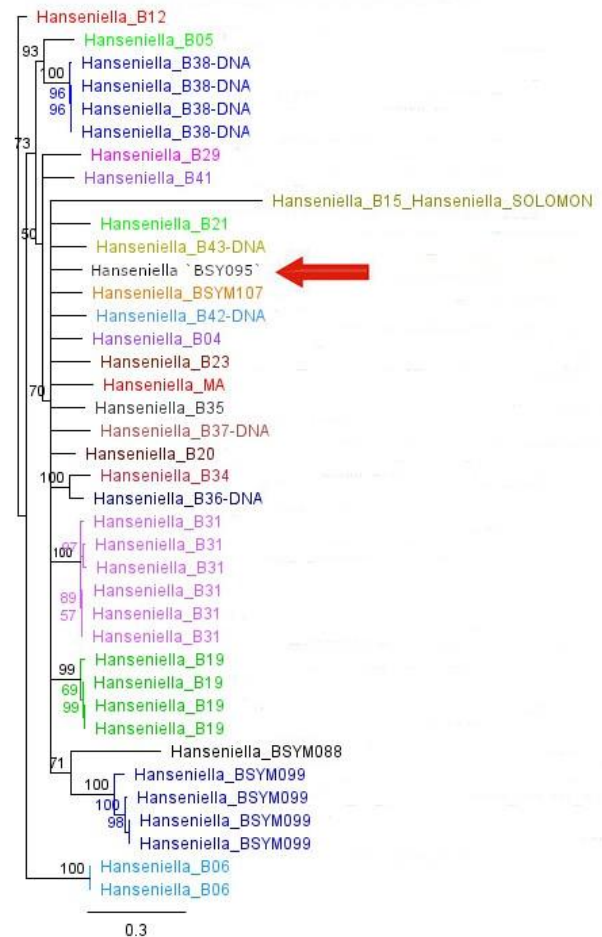 Hanseniella_B12
93
Hanseniella_B05
100
Hanseniella_B38-DNA
96
Hanseniella_B38-DNA
96
Hanseniella_B38-DNA
Hanseniella_B38-DNA
73
Hanseniella_B29
Hanseniella_B41
Hanseniella_B15_Hanseniella_SOLOMON
Hanseniella_B21
50
Hanseniella_B43-DNA
Hanseniella `BSY095`
Hanseniella_BSYM107
Hanseniella_B42-DNA
Hanseniella_B04
Hanseniella_B23
70
Hanseniella_MA
Hanseniella_B35
Hanseniella_B37-DNA
Hanseniella_B20
100
Hanseniella_B34
Hanseniella_B36-DNA
Hanseniella_B31
100
97
Hanseniella_B31
Hanseniella_B31
89
Hanseniella_B31
57
Hanseniella_B31
Hanseniella_B31
99
Hanseniella_B19
69
Hanseniella_B19
99
Hanseniella_B19
Hanseniella_B19
71
Hanseniella_BSYM088
100
Hanseniella_BSYM099
100
Hanseniella_BSYM099
98
Hanseniella_BSYM099
Hanseniella_BSYM099
100
Hanseniella_B06
Hanseniella_B06
0.3